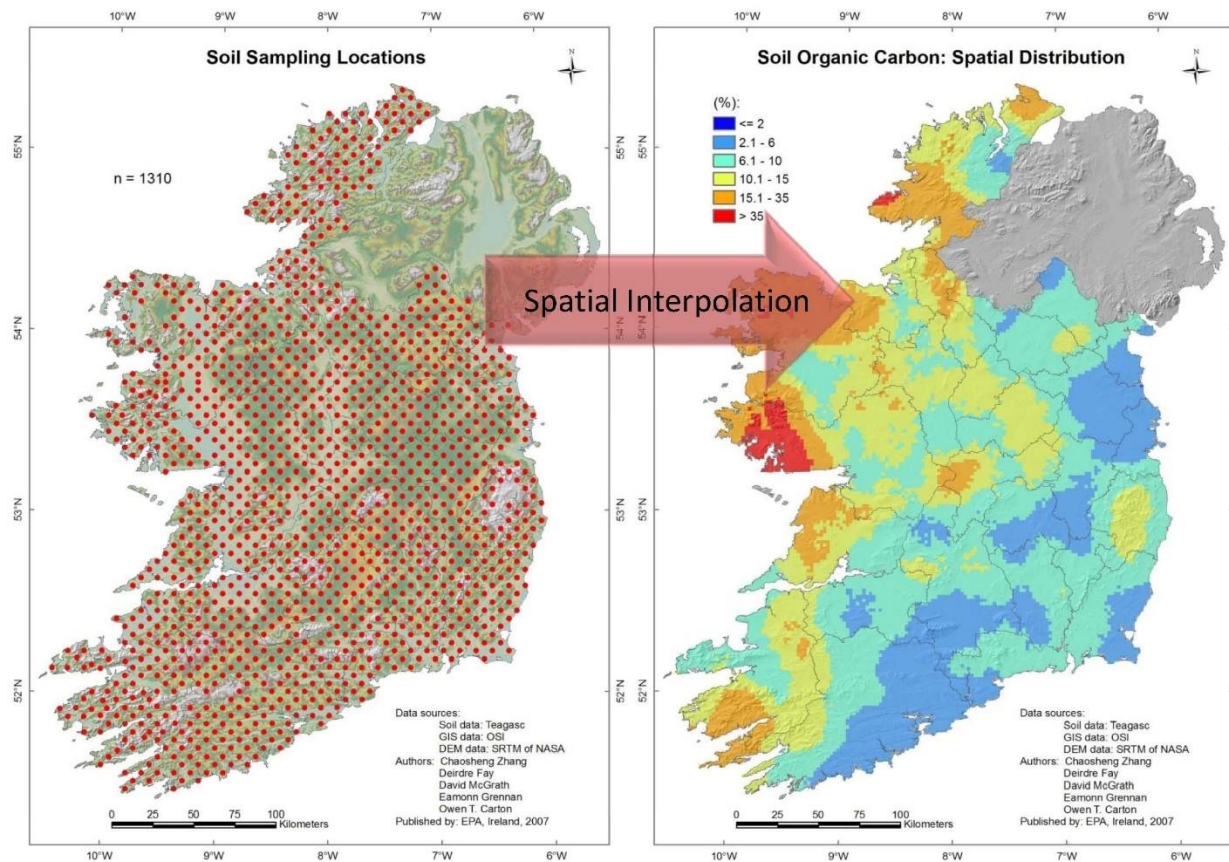 10°W
9°W
8°W
7°W
6°W
Soil Sampling Locations
N
n = 1310
55°N
54°N
53°N
52°N
Data sources:
Soil data: Teagasc
GIS data: OSI
DEM data: SRTM of NASA
Authors: Chaosheng Zhang
Deirdre Fay
David McGrath
Eamonn Grennan
Owen T. Carton
Published by: EPA, Ireland, 2007
0 25 50 75 100
Kilometers
10°W
9°W
8°W
7°W
6°W
Spatial Interpolation
10°W
9°W
8°W
7°W
6°W
Soil Organic Carbon: Spatial Distribution
N
(%):
<= 2
2.1 - 6
6.1 - 10
10.1 - 15
15.1 - 35
> 35
55°N
54°N
53°N
52°N
55°N
54°N
53°N
52°N
Data sources:
Soil data: Teagasc
GIS data: OSI
DEM data: SRTM of NASA
Authors: Chaosheng Zhang
Deirdre Fay
David McGrath
Eamonn Grennan
Owen T. Carton
Published by: EPA, Ireland, 2007
0 25 50 75 100
Kilometers
10°W
9°W
8°W
7°W
6°W